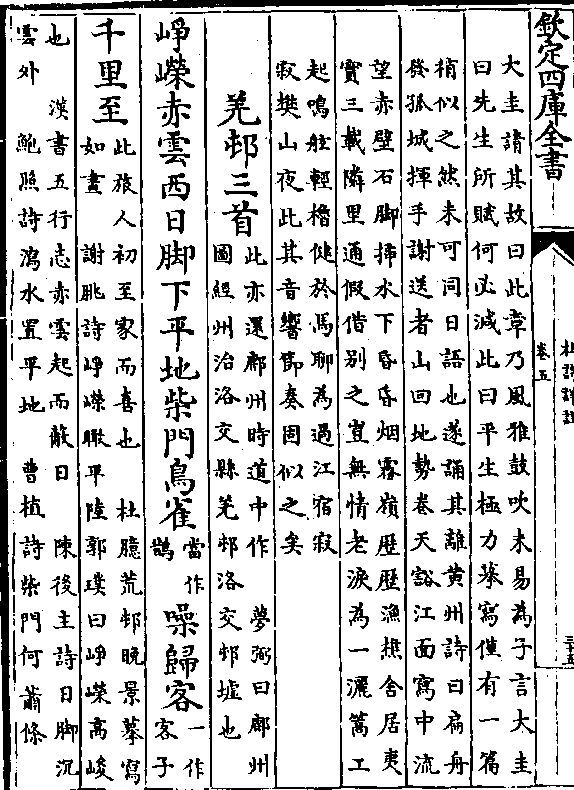 欽定四庫全書
杜詩詳註
卷五
三十五
大圭請其故曰此章乃風雅鼓吹未易為子言大圭
曰先生所賦何必減此曰平生極力摹寫僅有一篇
稍似之然未可同日語也遂誦其離黄州詩曰扁舟
發孤城揮手謝送者山回地勢卷天豁江面寫中流
望赤壁石脚揷水下昏昏烟霧嶺歴歴漁樵舍居夷
實三載隣里通假借别之豈無情老淚為一灑篙工
起鳴舷輕櫓健於馬聊為過江宿寂
寂樊山夜此其音響節奏固似之矣
羌邨三首
此亦還鄜州時道中作 夢弼曰鄜州
圖經州治洛交縣羌邨洛交邨墟也
峥嶸赤雲西日脚下平地柴門鳥雀當作鵲噪歸客一作客子
千里至
此旅人初至家而喜也 杜臆荒邨晚景摹寫
如畫 謝朓詩峥嶸瞰平陸郭璞曰峥嶸高峻
也 漢書五行志赤雲起而蔽日 陳後主詩日脚沉
雲外 鮑照詩瀉水置平地 曹植詩柴門何蕭條